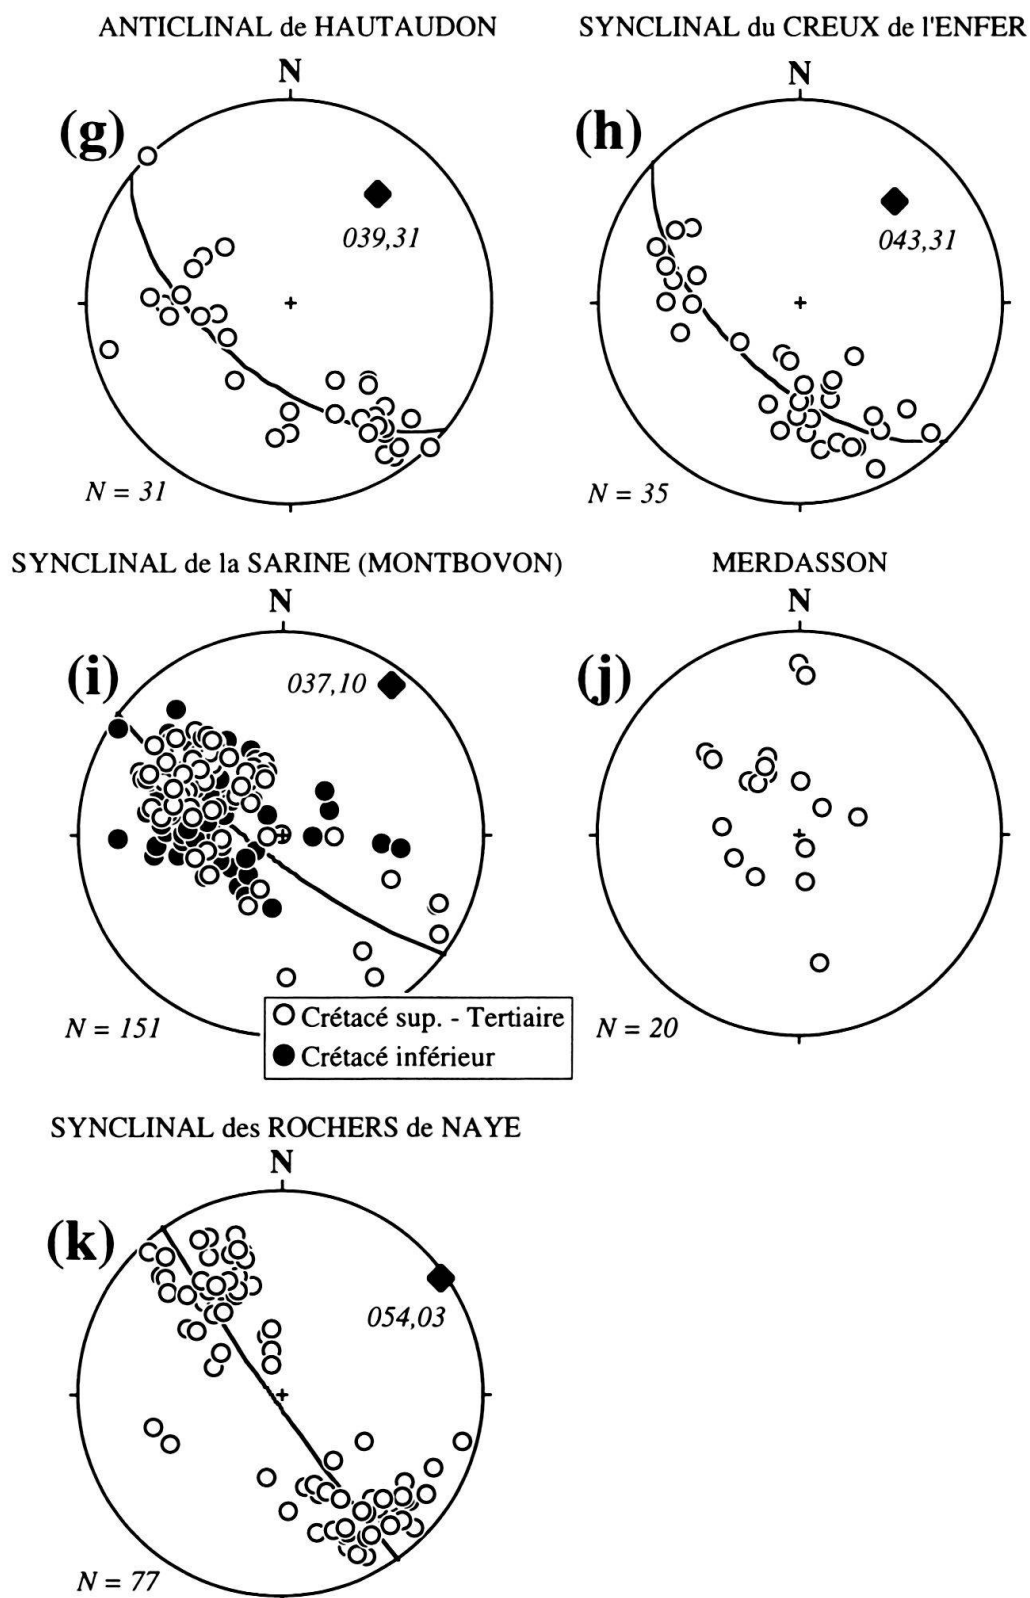 ANTICLINAL de HAUTAUDON
N
(g)
039,31
N = 31
SYNCLINAL du CREUX de l'ENFER
N
(h)
043,31
N = 35
SYNCLINAL de la SARINE (MONTBOVON)
N
(i)
037,10
N = 151
Crétacé sup. - Tertiaire
Crétacé inférieur
MERDASSON
N
(j)
N = 20
SYNCLINAL des ROCHERS de NAYE
N
(k)
054,03
N = 77